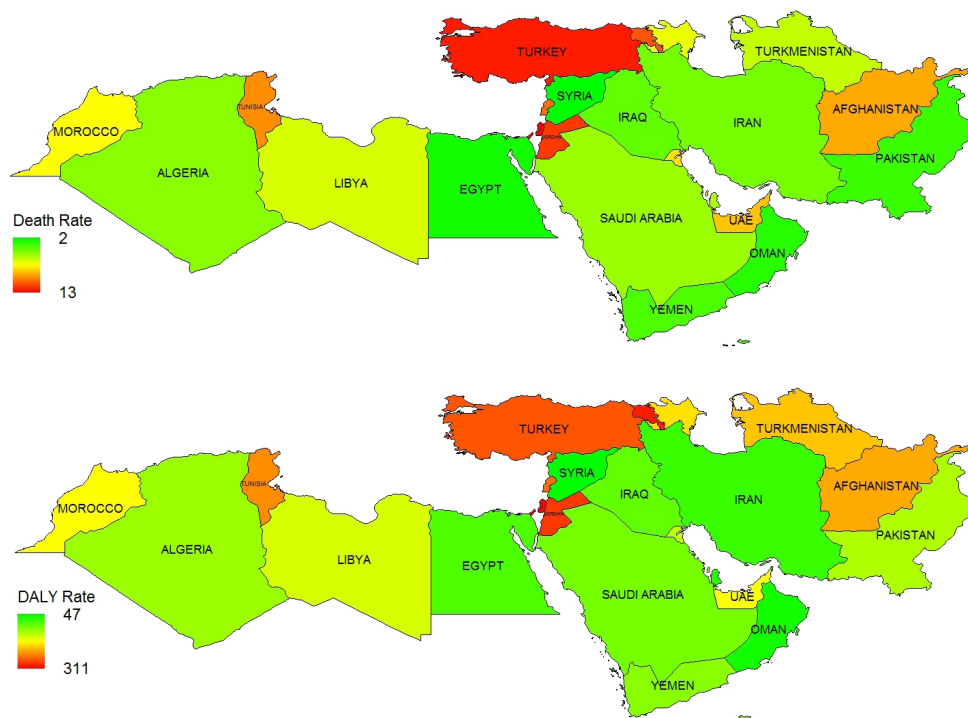 TURKEY
TURKMENISTAN
SYRIA
AFGHANISTAN
TUNISIA
IRAQ
IRAN
MOROCCO
JORDAN
PAKISTAN
ALGERIA
LIBYA
EGYPT
SAUDI ARABIA
UAE
OMAN
YEMEN
Death Rate
2
13
TURKEY
TURKMENISTAN
SYRIA
AFGHANISTAN
TUNISIA
IRAQ
IRAN
MOROCCO
JORDAN
PAKISTAN
ALGERIA
LIBYA
EGYPT
SAUDI ARABIA
UAE
OMAN
YEMEN
DALY Rate
47
311